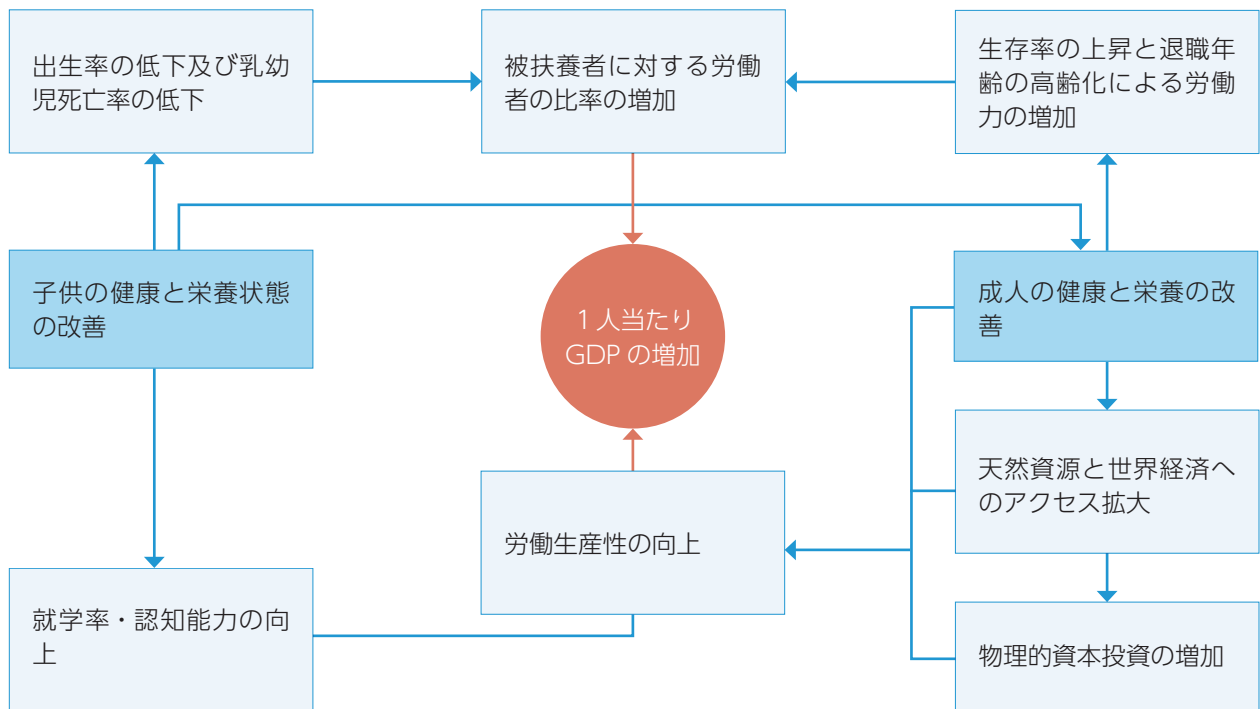 出生率の低下及び乳幼
児死亡率の低下
被扶養者に対する労働
者の比率の増加
生存率の上昇と退職年
齢の高齢化による労働
力の増加
子供の健康と栄養状態
の改善
1 人当たり
GDP の増加
成人の健康と栄養の改
善
天然資源と世界経済へ
のアクセス拡大
労働生産性の向上
就学率・認知能力の向
上
物理的資本投資の増加